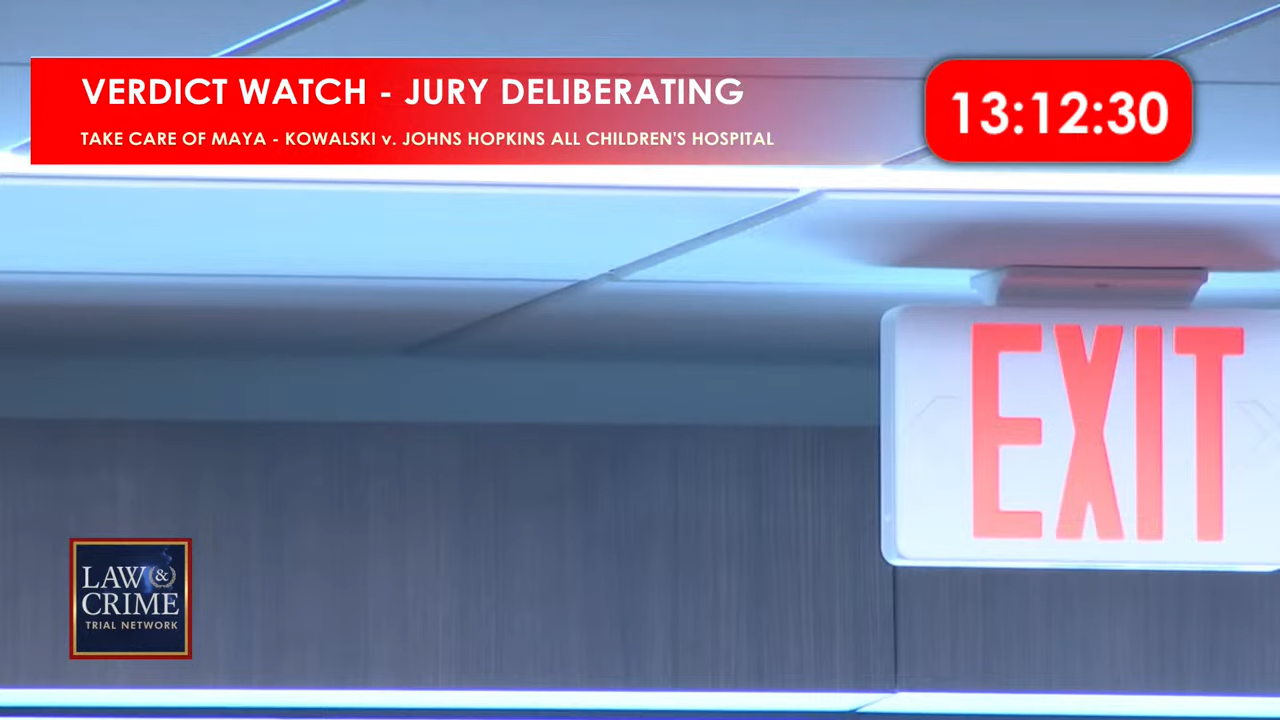 VERDICT WATCH - JURY DELIBERATING
TAKE CARE OF MAYA - KOWALSKI v. JOHNS HOPKINS ALL CHILDREN'S HOSPITAL
13:12:30
EXIT
LAW &
CRIME
TRIAL NETWORK